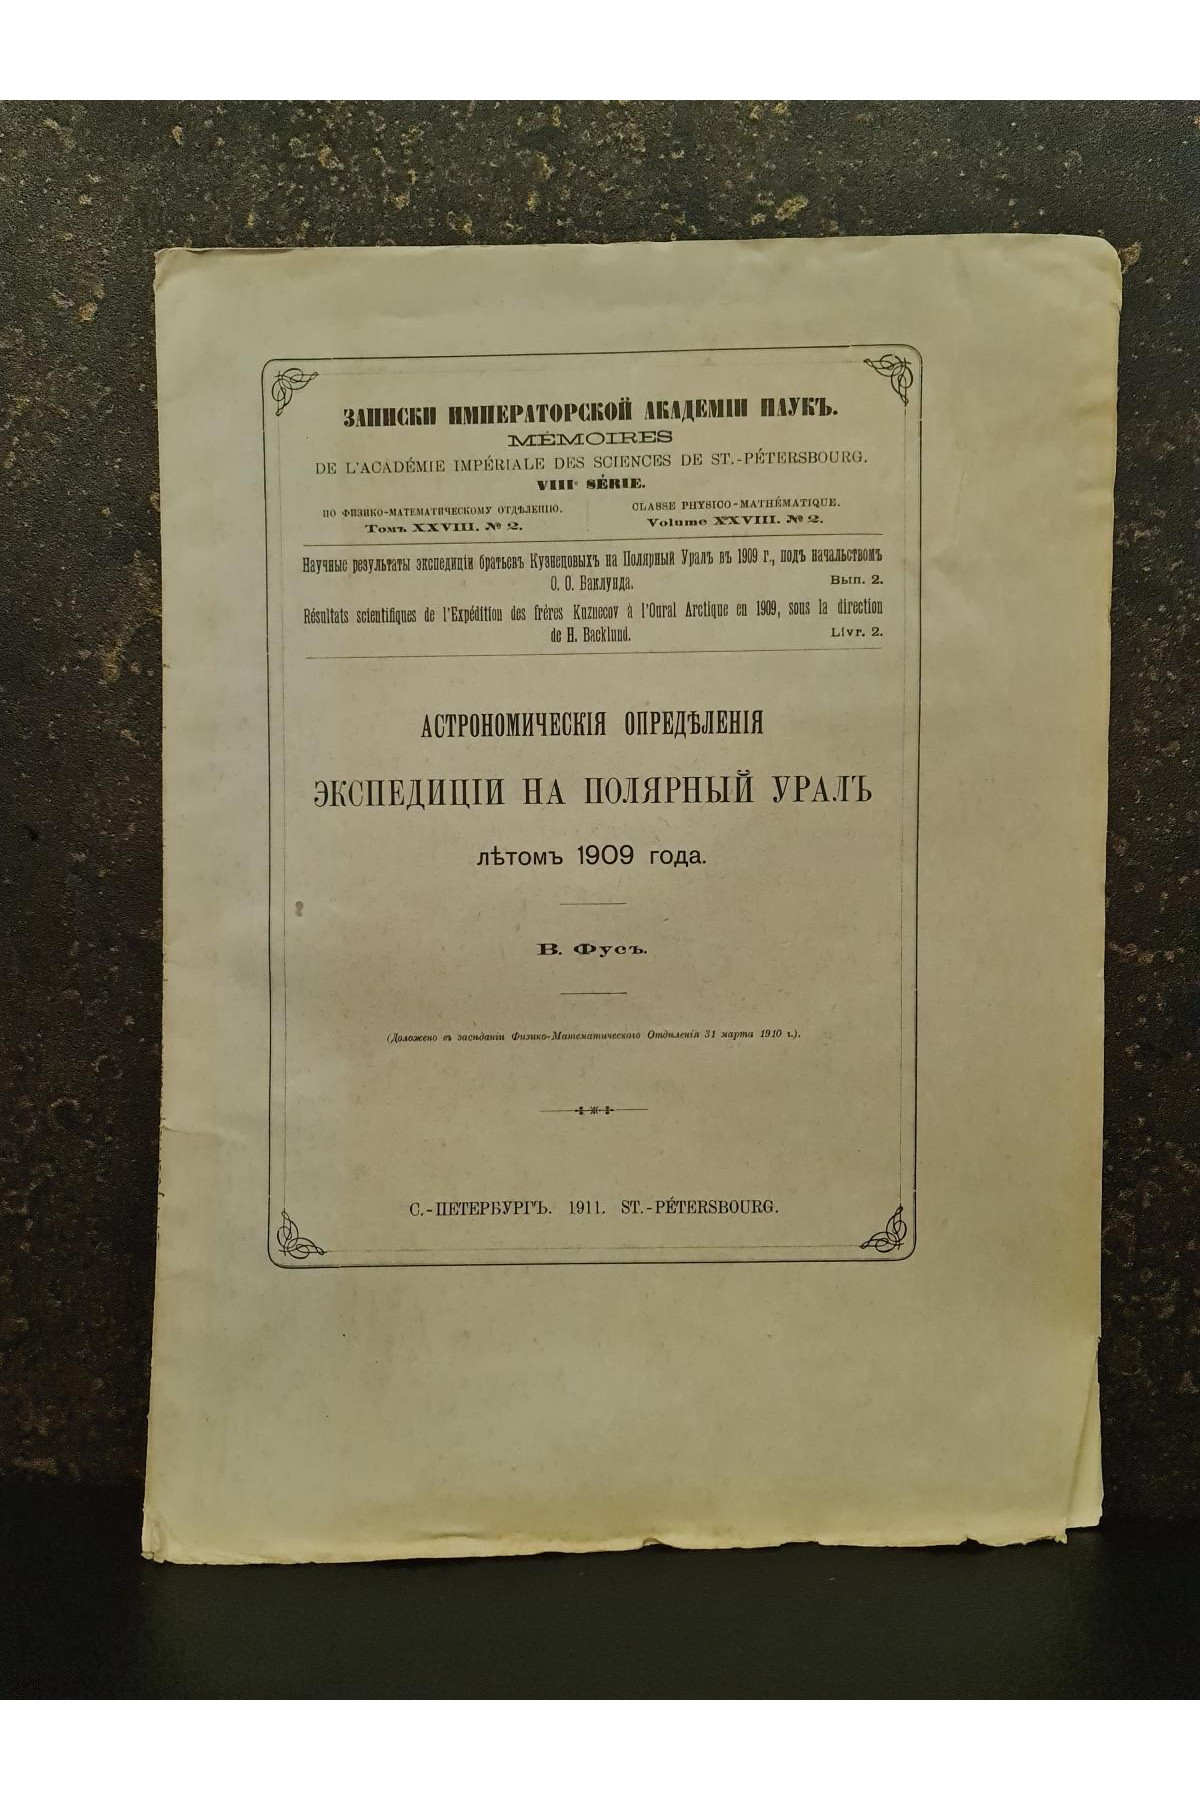 ЗАПИСКИ ИМПЕРАТОРСКОЙ АКАДЕМІИ НАУКЪ.
MÉMOIRES
DE L'ACADÉMIE IMPÉRIALE DES SCIENCES DE ST.-PÉTERSBOURG.
VIIIᵉ SÉRIE.
ПО ФИЗИКО-МАТЕМАТИЧЕСКОМУ ОТДѢЛЕНІЮ.
Томъ XXVIII. № 2.
CLASSE PHYSICO-MATHÉMATIQUE.
Volume XXVIII. № 2.
Научные результаты экспедиціи братьевъ Кузнецовыхъ на Полярный Уралъ въ 1909 г., подъ начальствомъ
О. О. Баклунда. Вып. 2.
Résultats scientifiques de l'Expédition des frères Kuznecov à l'Oural Arctique en 1909, sous la direction
de H. Backlund. Livr. 2.
АСТРОНОМИЧЕСКІЯ ОПРЕДѢЛЕНІЯ
ЭКСПЕДИЦІИ НА ПОЛЯРНЫЙ УРАЛЪ
лѣтомъ 1909 года.
В. Фусъ.
(Доложено въ засѣданіи Физико-Математическаго Отдѣленія 31 марта 1910 г.).
С.-ПЕТЕРБУРГЪ. 1911. ST.-PÉTERSBOURG.